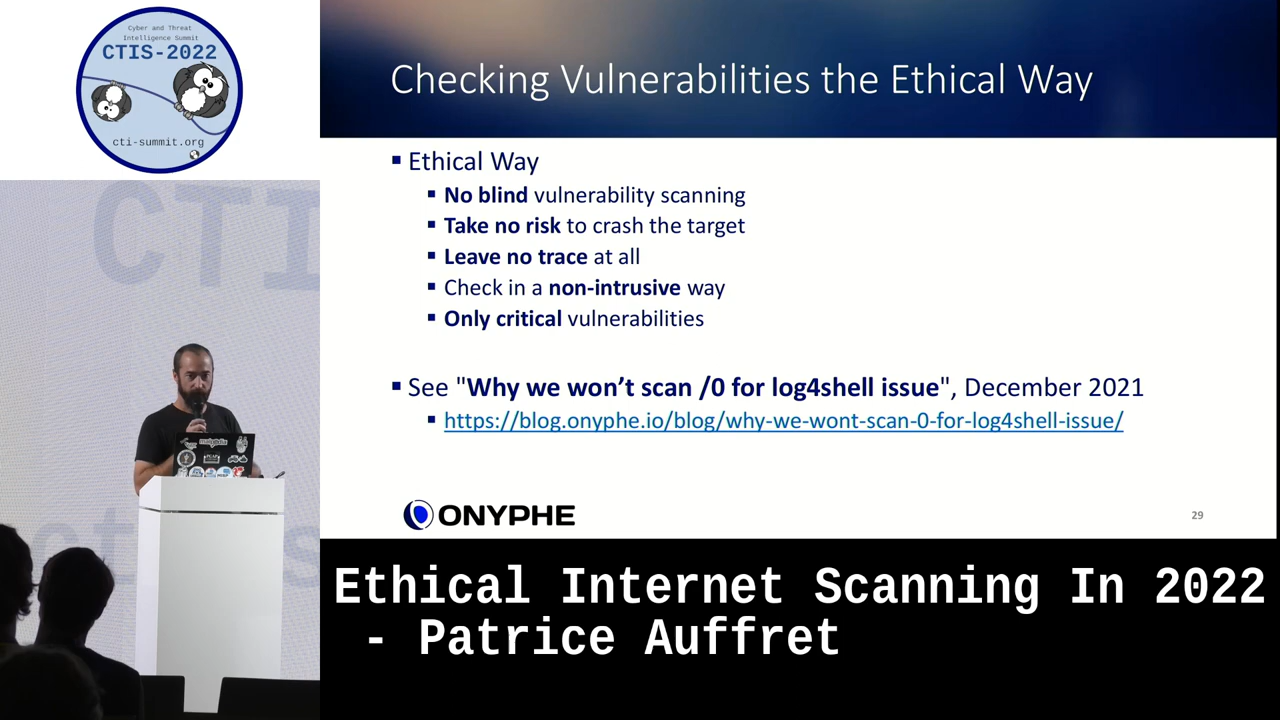 Cyber and Threat
Intelligence Summit
CTIS-2022
cti-summit.org
CTI
Checking Vulnerabilities the Ethical Way
▪ Ethical Way
▪ No blind vulnerability scanning
▪ Take no risk to crash the target
▪ Leave no trace at all
▪ Check in a non-intrusive way
▪ Only critical vulnerabilities
▪ See "Why we won’t scan /0 for log4shell issue", December 2021
▪ https://blog.onyphe.io/blog/why-we-wont-scan-0-for-log4shell-issue/
ONYPHE
29
Ethical Internet Scanning In 2022
- Patrice Auffret